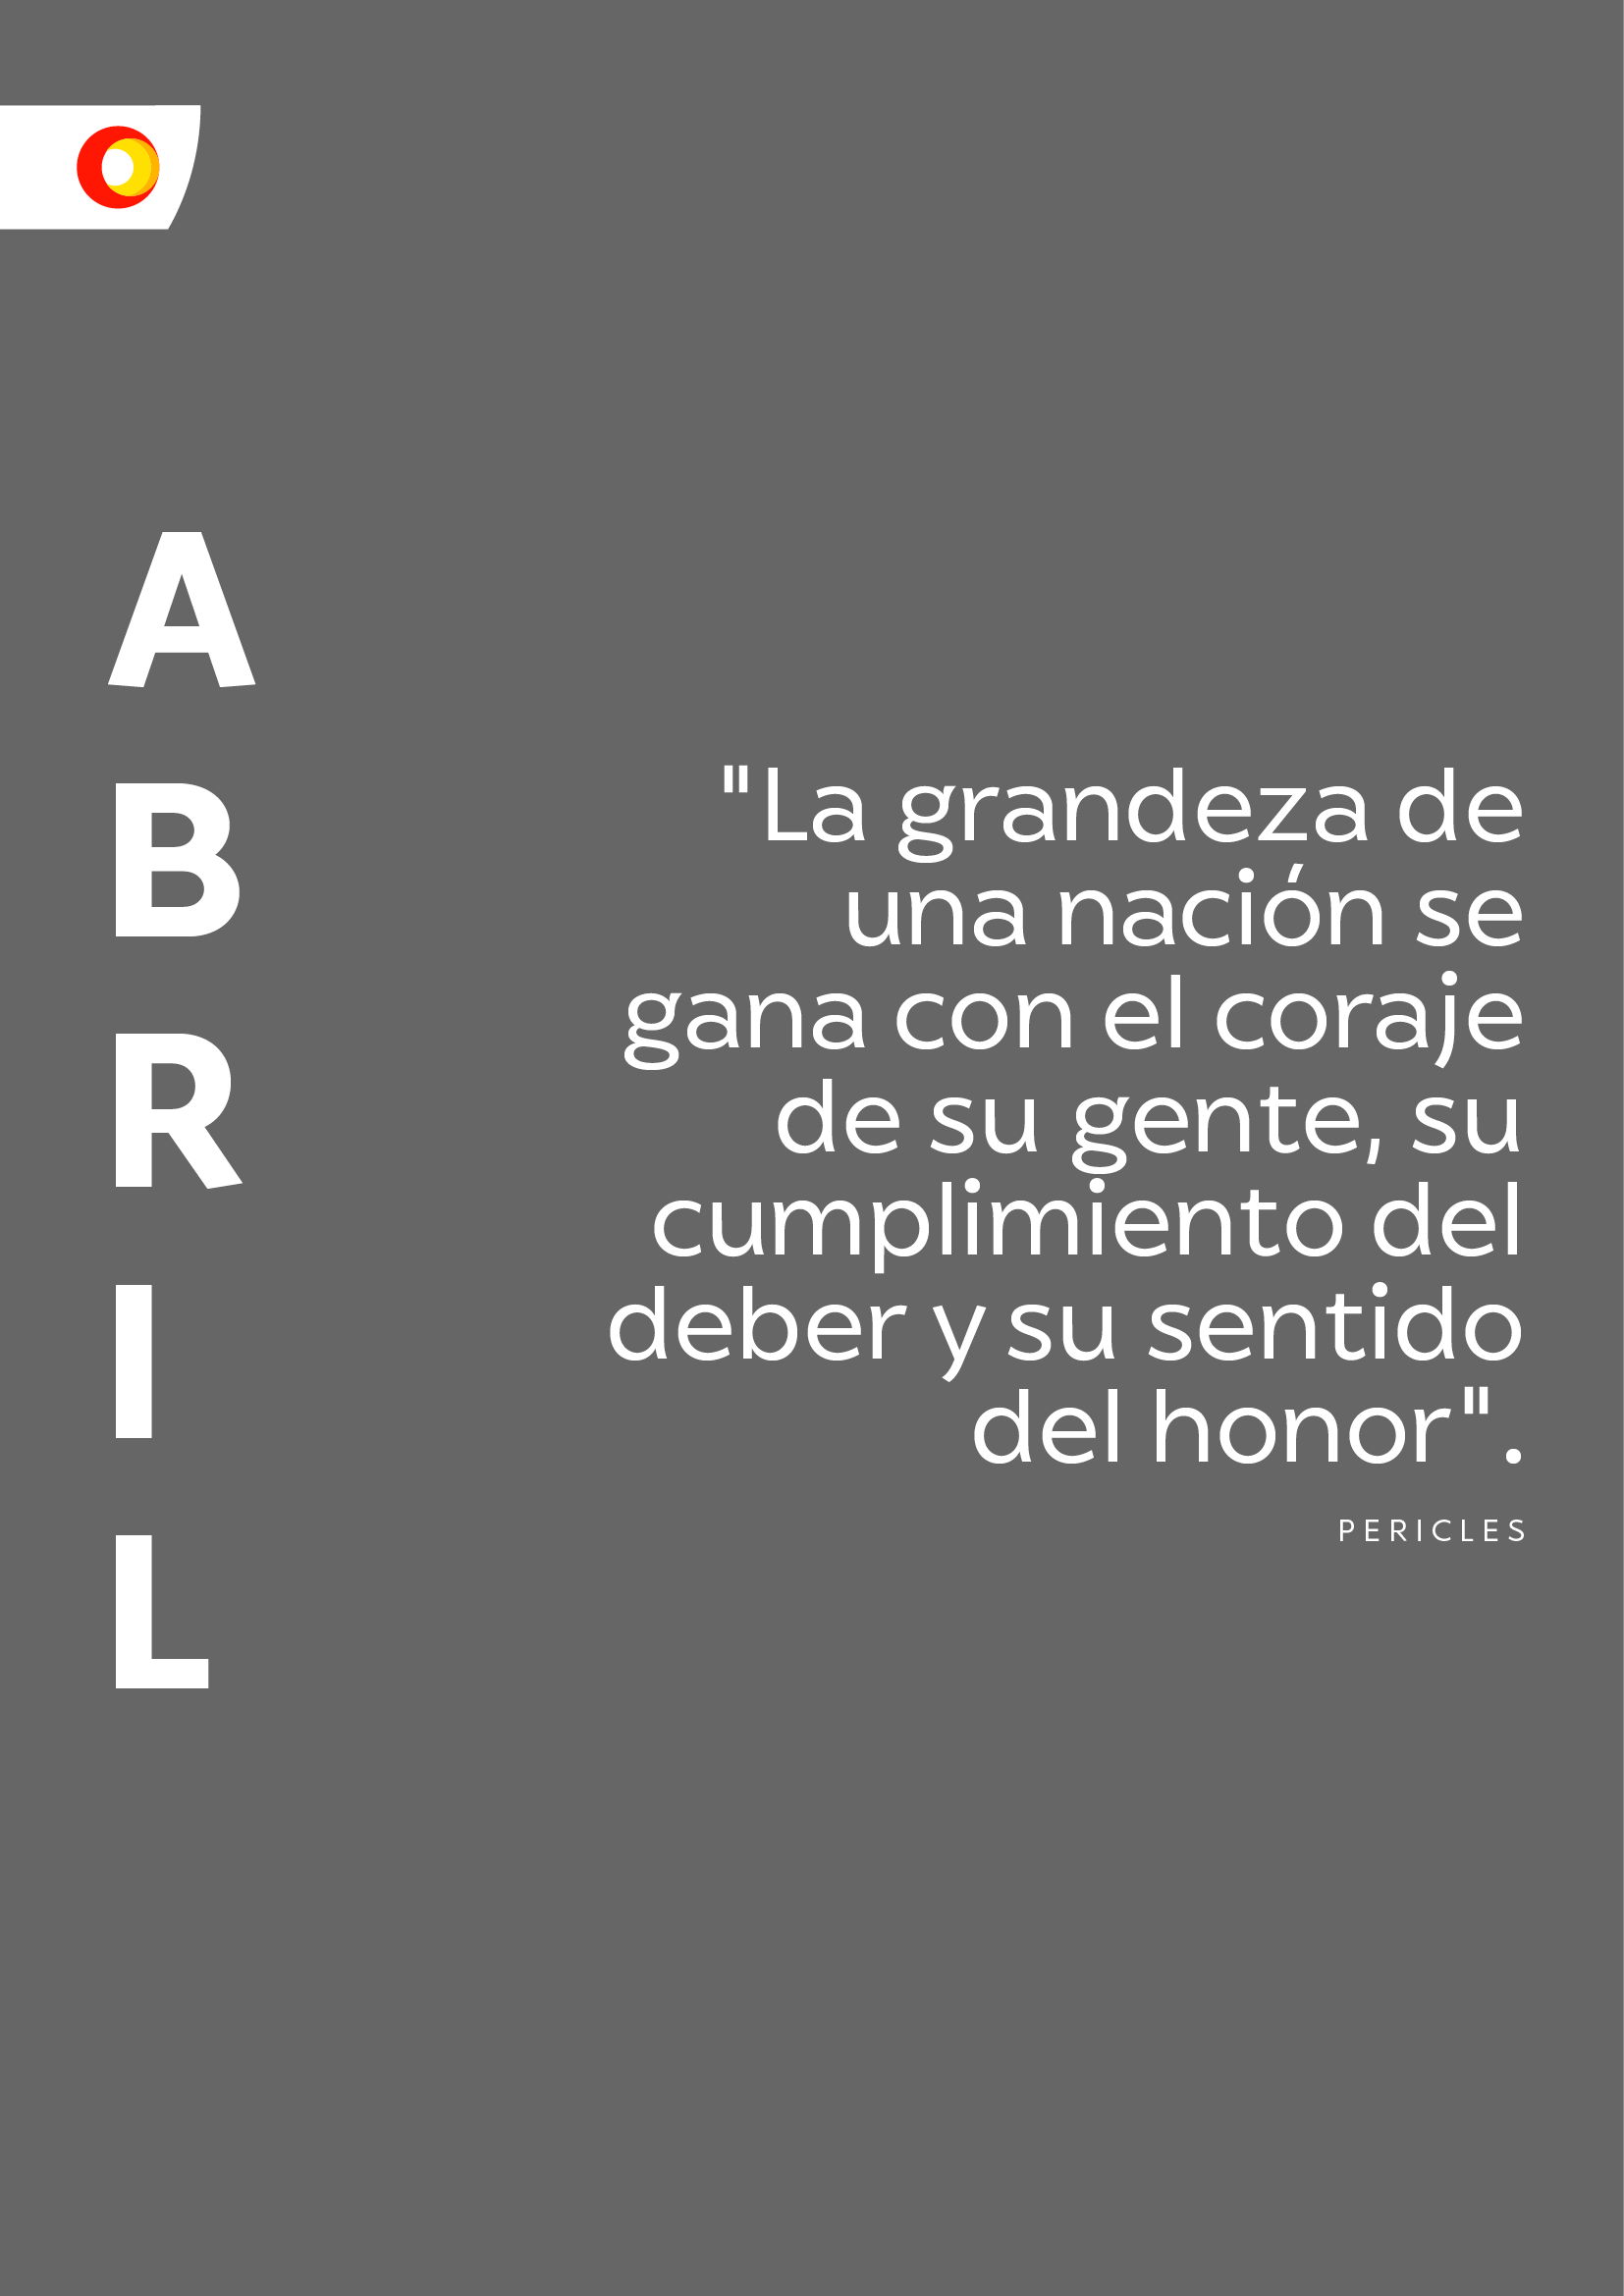 ABRIL
"La grandeza de
una nación se
gana con el coraje
de su gente, su
cumplimiento del
deber y su sentido
del honor".
PERICLES